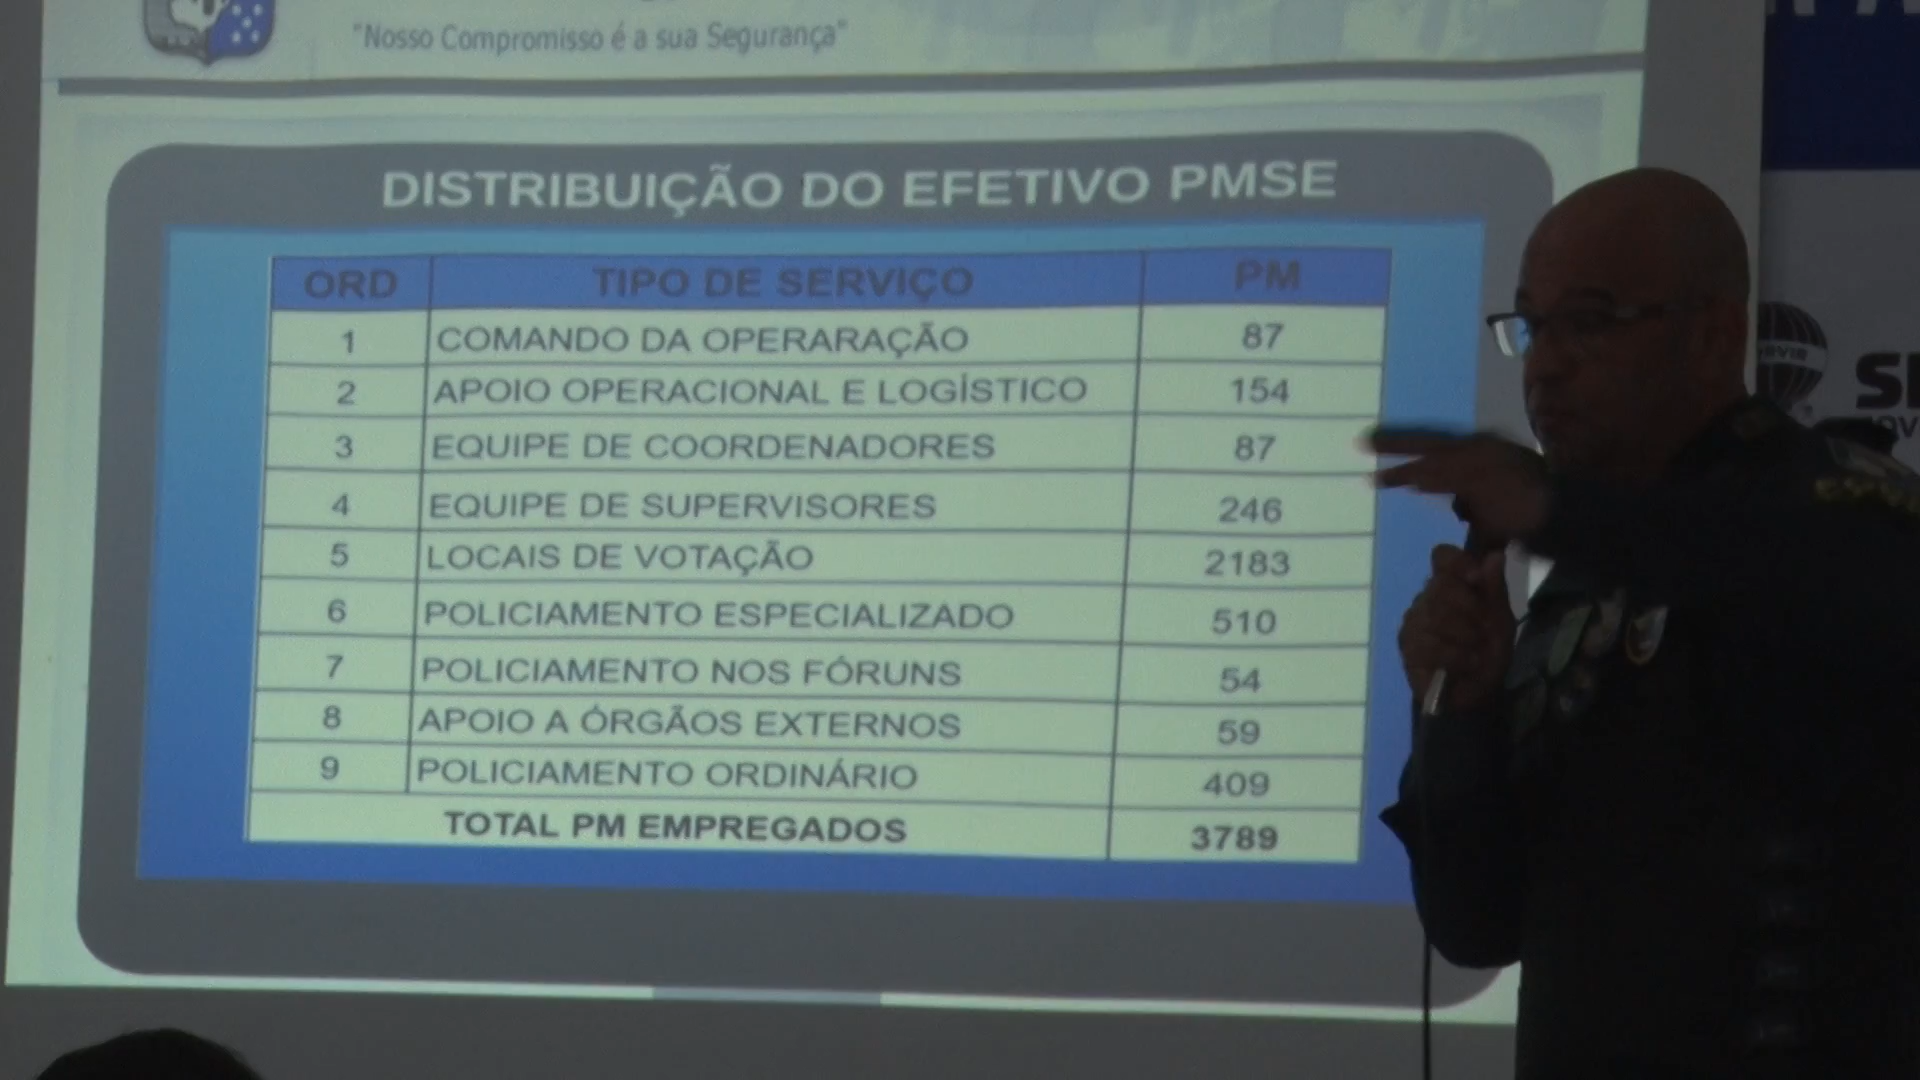 "Nosso Compromisso é a sua Segurança"
DISTRIBUIÇÃO DO EFETIVO PMSE
ORD TIPO DE SERVIÇO PM
1 COMANDO DA OPERARAÇÃO 87
2 APOIO OPERACIONAL E LOGÍSTICO 154
3 EQUIPE DE COORDENADORES 87
4 EQUIPE DE SUPERVISORES 246
5 LOCAIS DE VOTAÇÃO 2183
6 POLICIAMENTO ESPECIALIZADO 510
7 POLICIAMENTO NOS FÓRUNS 54
8 APOIO A ÓRGÃOS EXTERNOS 59
9 POLICIAMENTO ORDINÁRIO 409
TOTAL PM EMPREGADOS 3789